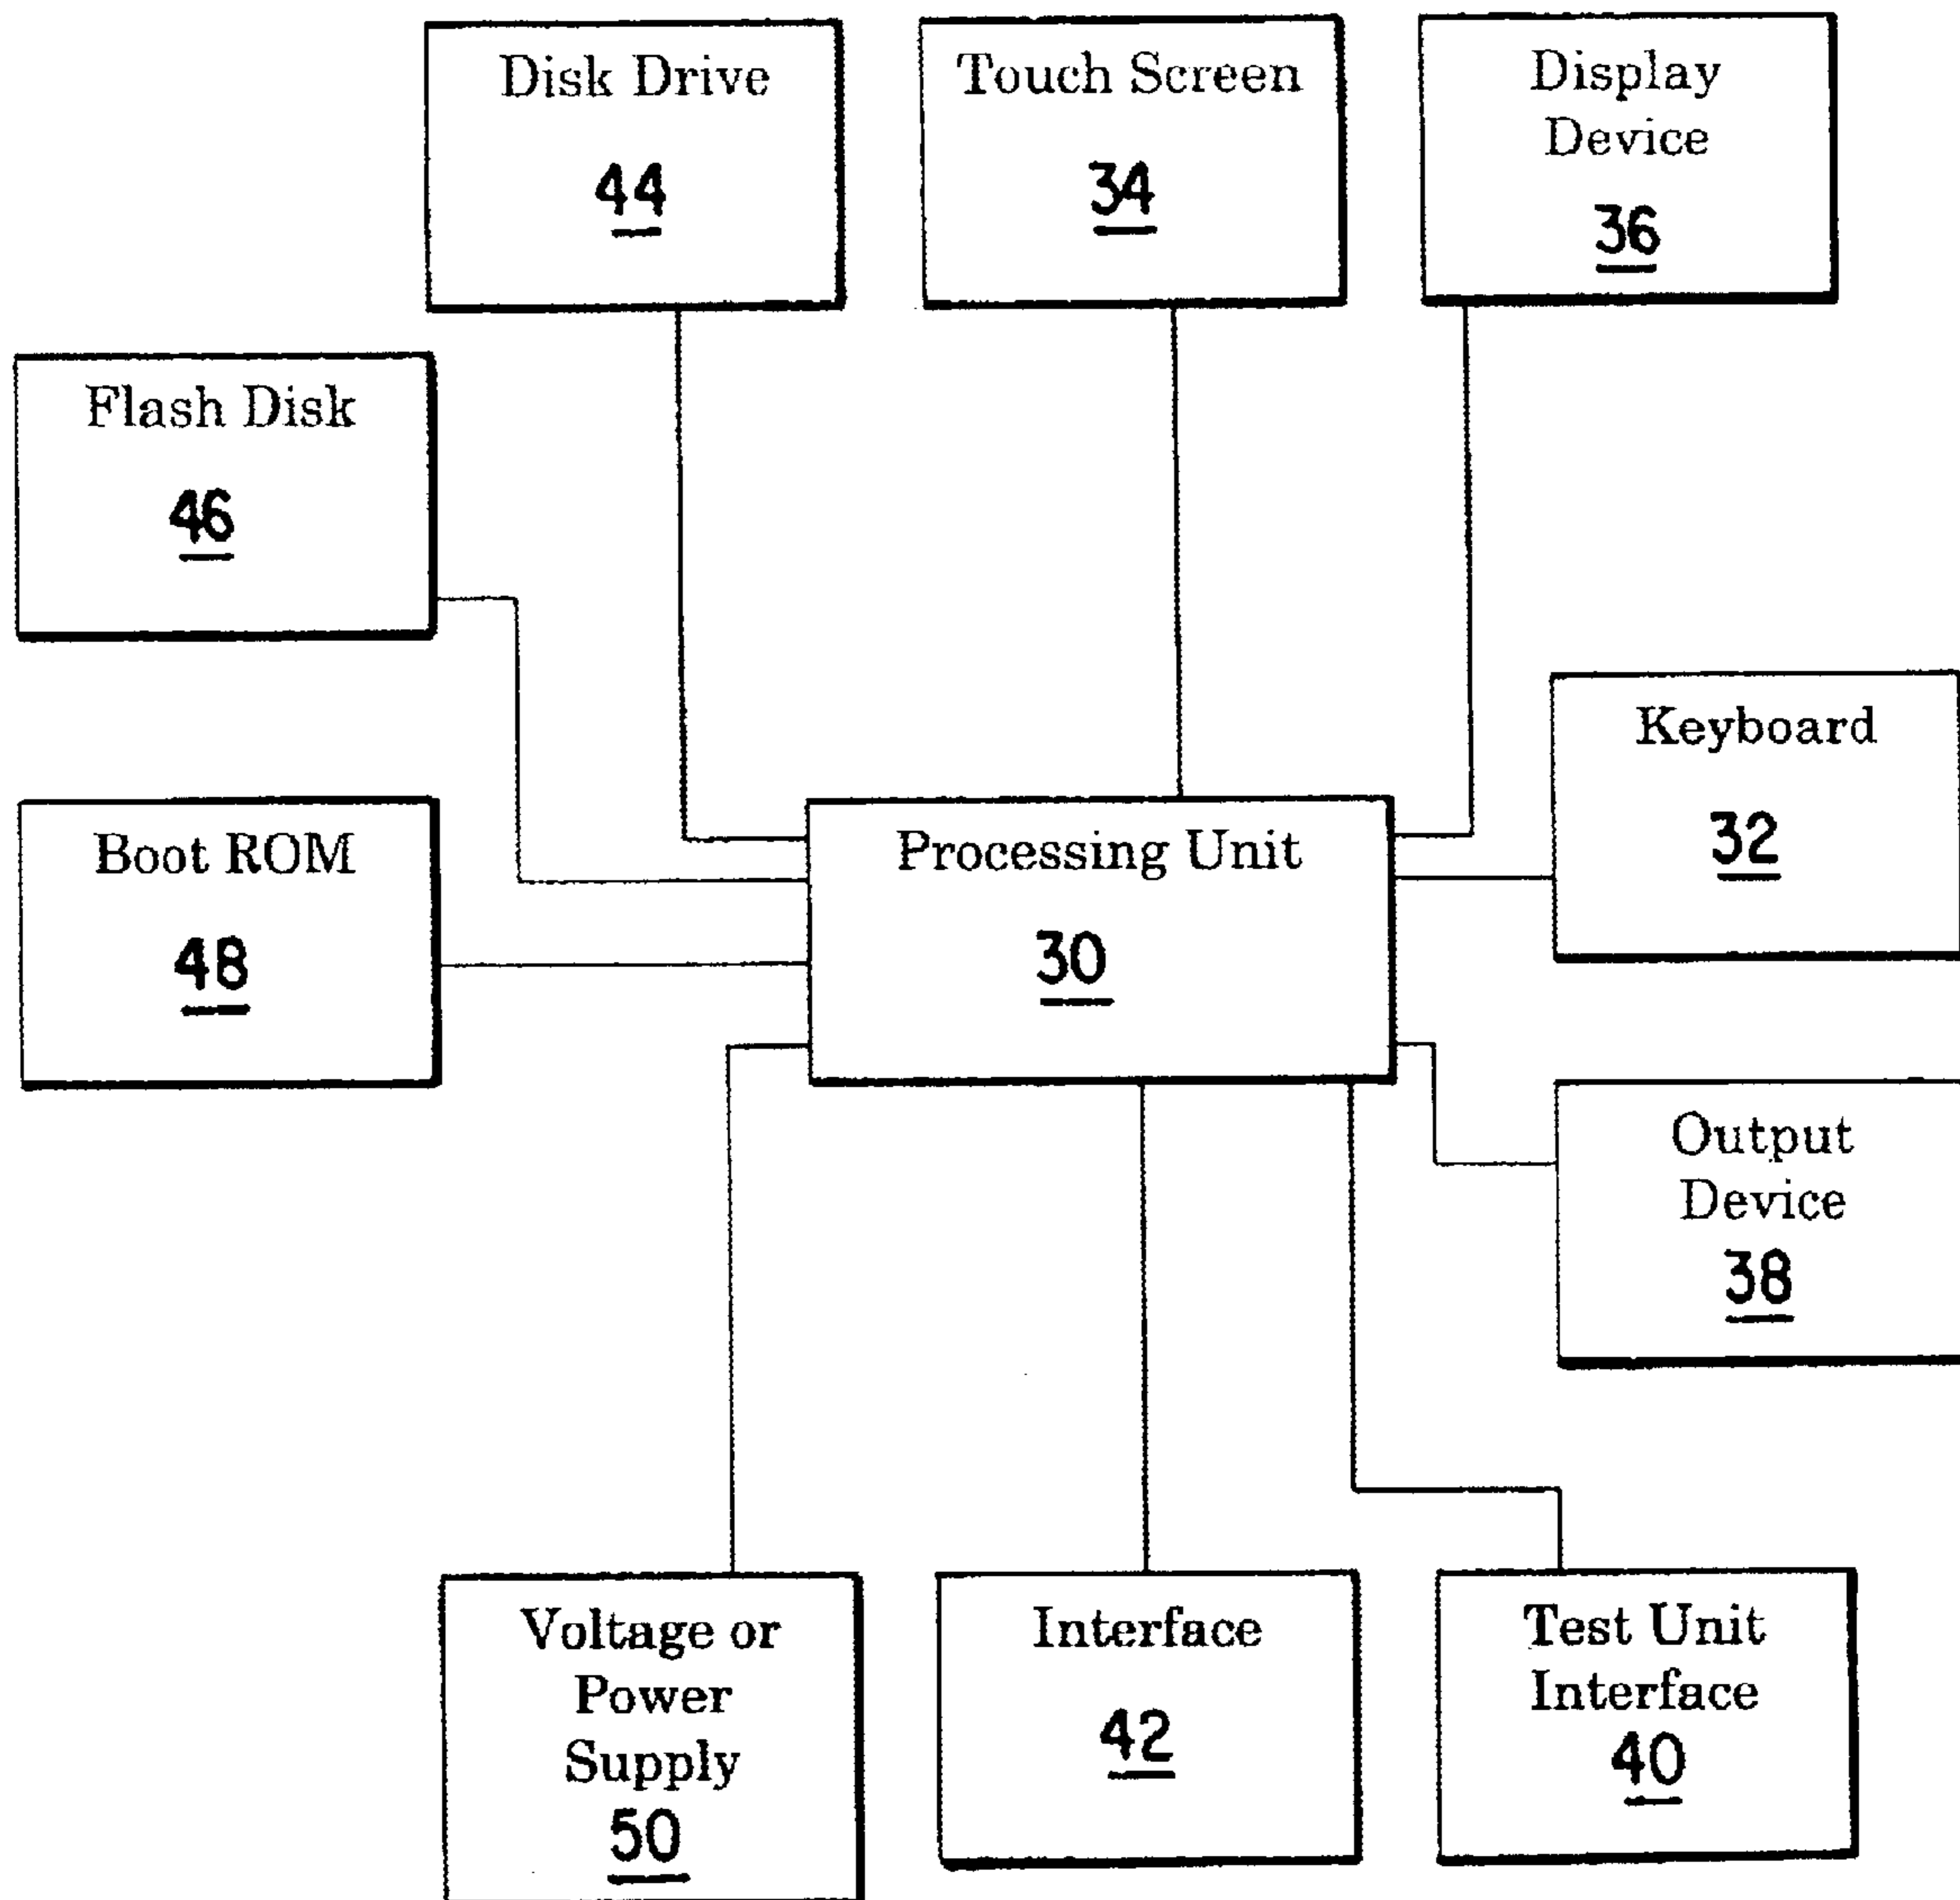 Disk Drive
44
Touch Screen
34
Display
Device
36
Flash Disk
46
Keyboard
32
Boot ROM
48
Processing Unit
30
Output
Device
38
Voltage or
Power
Supply
50
Interface
42
Test Unit
Interface
40